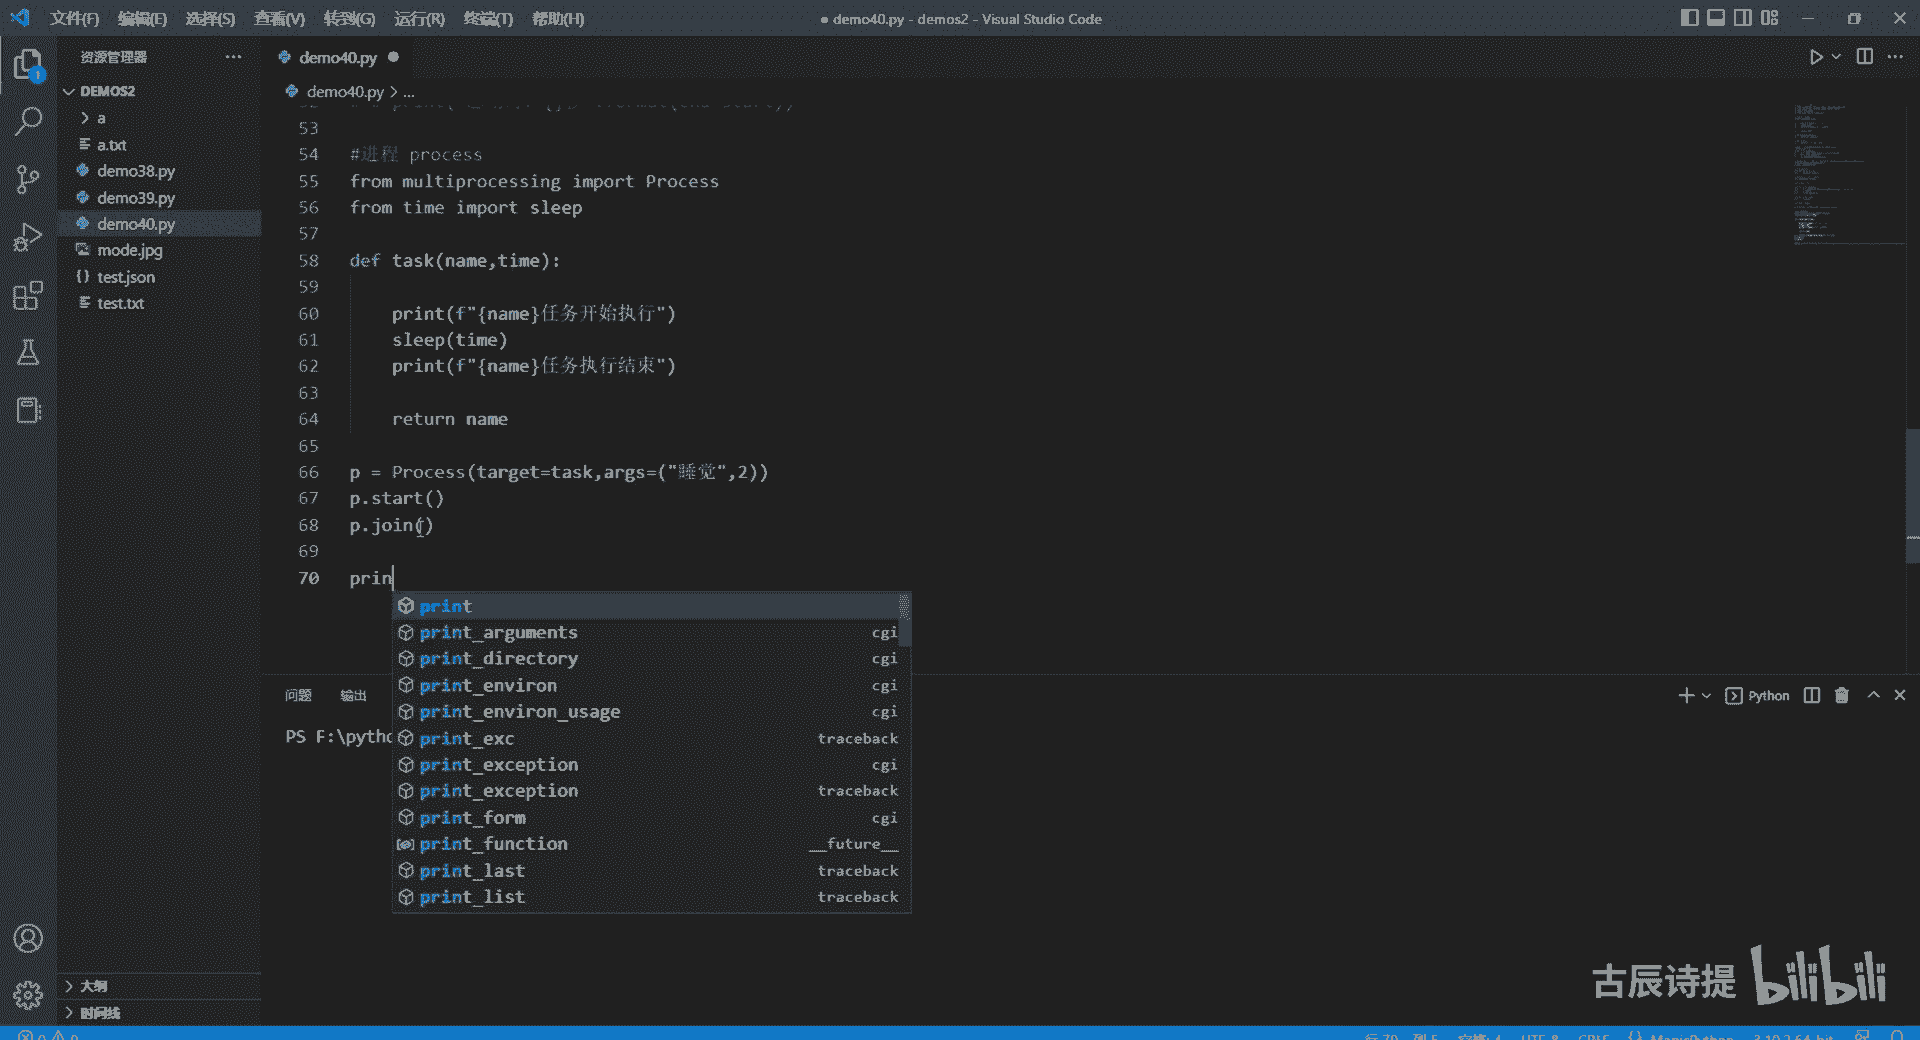 文件(F) 编辑(E) 选择(S) 查看(V) 转到(G) 运行(R) 终端(T) 帮助(H)
● demo40.py - demos2 - Visual Studio Code
资源管理器
DEMOS2
a
a.txt
demo38.py
demo39.py
demo40.py
mode.jpg
test.json
test.txt
大纲
时间线
1
demo40.py
demo40.py > ...
53
54 #进程 process
55 from multiprocessing import Process
56 from time import sleep
57
58 def task(name,time):
59
60 print(f"{name}任务开始执行")
61 sleep(time)
62 print(f"{name}任务执行结束")
63
64 return name
65
66 p = Process(target=task,args=("睡觉",2))
67 p.start()
68 p.join()
69
70 prin
print
print_arguments cgi
print_directory cgi
print_environ cgi
print_environ_usage cgi
print_exc traceback
print_exception cgi
print_exception traceback
print_form cgi
print_function __future__
print_last traceback
print_list traceback
问题 输出
Python
PS F:\pytho
古辰诗提 bilibili